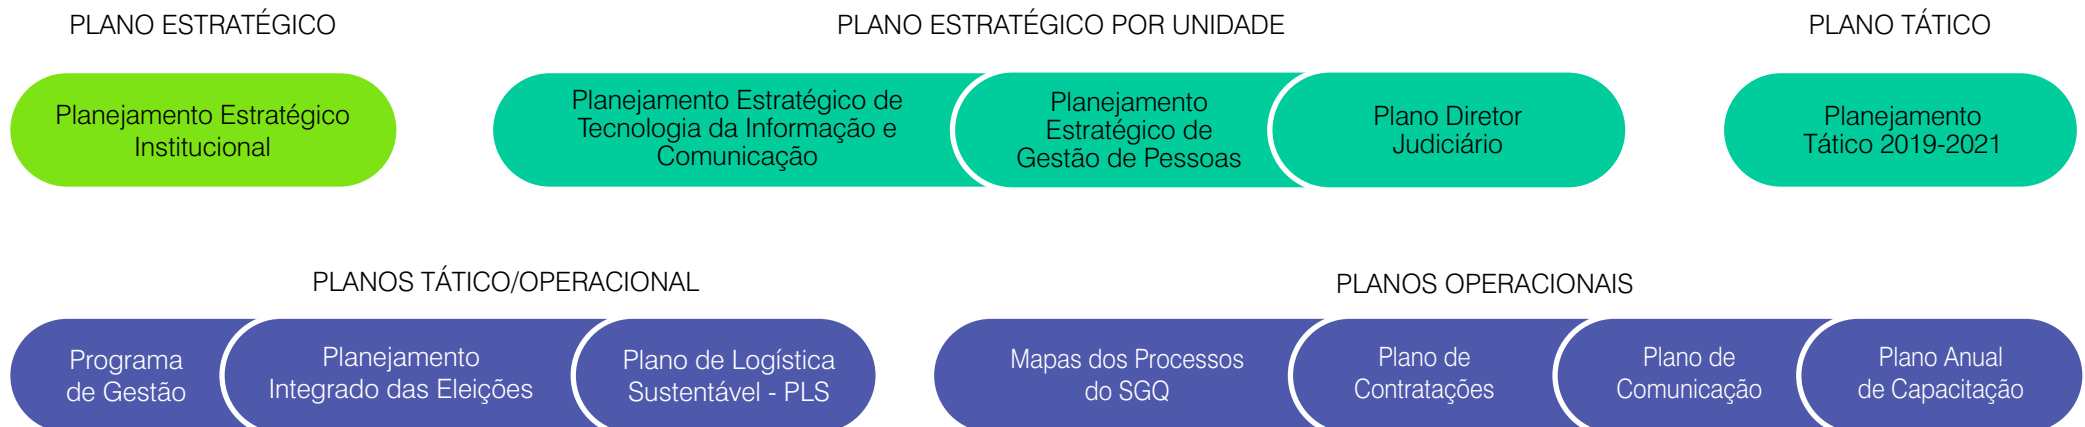 PLANO ESTRATÉGICO
Planejamento Estratégico
Institucional
PLANO ESTRATÉGICO POR UNIDADE
Planejamento Estratégico de
Tecnologia da Informação e
Comunicação
Planejamento
Estratégico de
Gestão de Pessoas
Plano Diretor
Judiciário
PLANO TÁTICO
Planejamento
Tático 2019-2021
PLANOS TÁTICO/OPERACIONAL
Programa
de Gestão
Planejamento
Integrado das Eleições
Plano de Logística
Sustentável - PLS
PLANOS OPERACIONAIS
Mapas dos Processos
do SGQ
Plano de
Contratações
Plano de
Comunicação
Plano Anual
de Capacitação